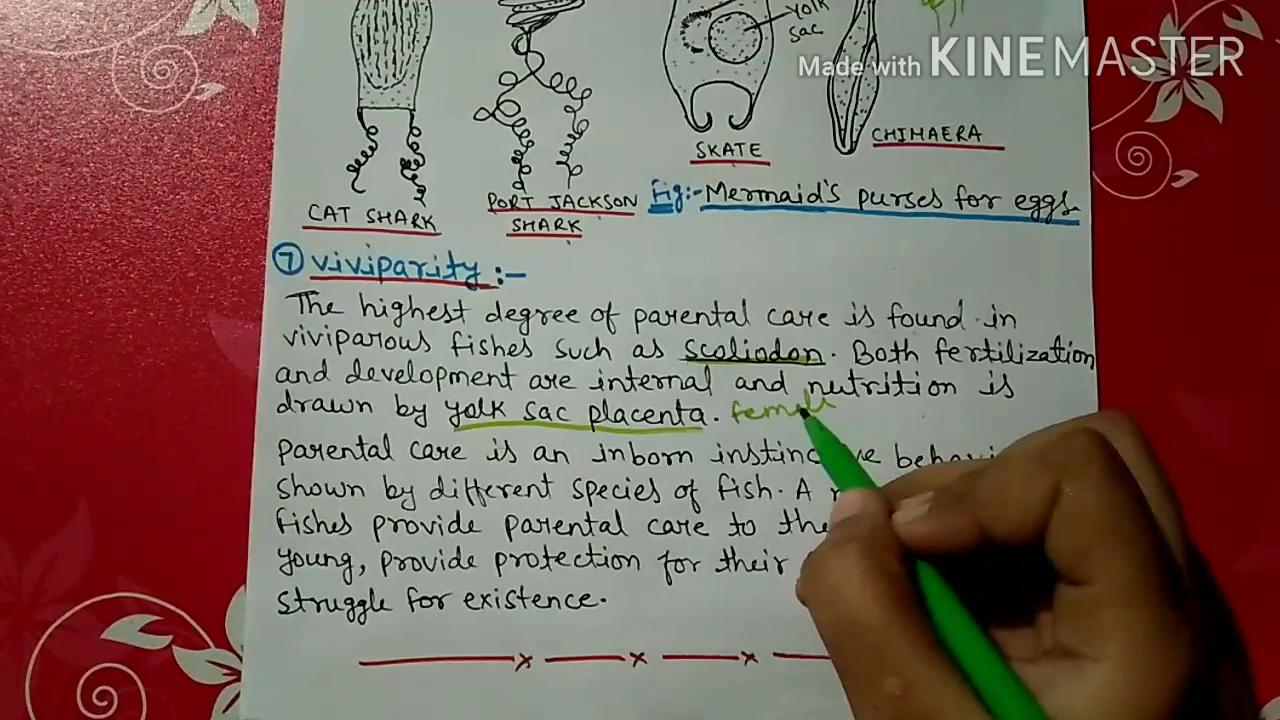 Yolk
sac
Made with KINEMASTER
SKATE
CHIMAERA
CAT SHARK
PORT JACKSON
SHARK
Fig:- Mermaid's purses for eggs.
7 Viviparity :-
The highest degree of parental care is found in
viviparous fishes such as Scoliodon. Both fertilization
and development are internal and nutrition is
drawn by yolk sac placenta.
Parental care is an inborn
shown by different species of fish. A
fishes provide parental care to
young, provide protection for their
struggle for existence.